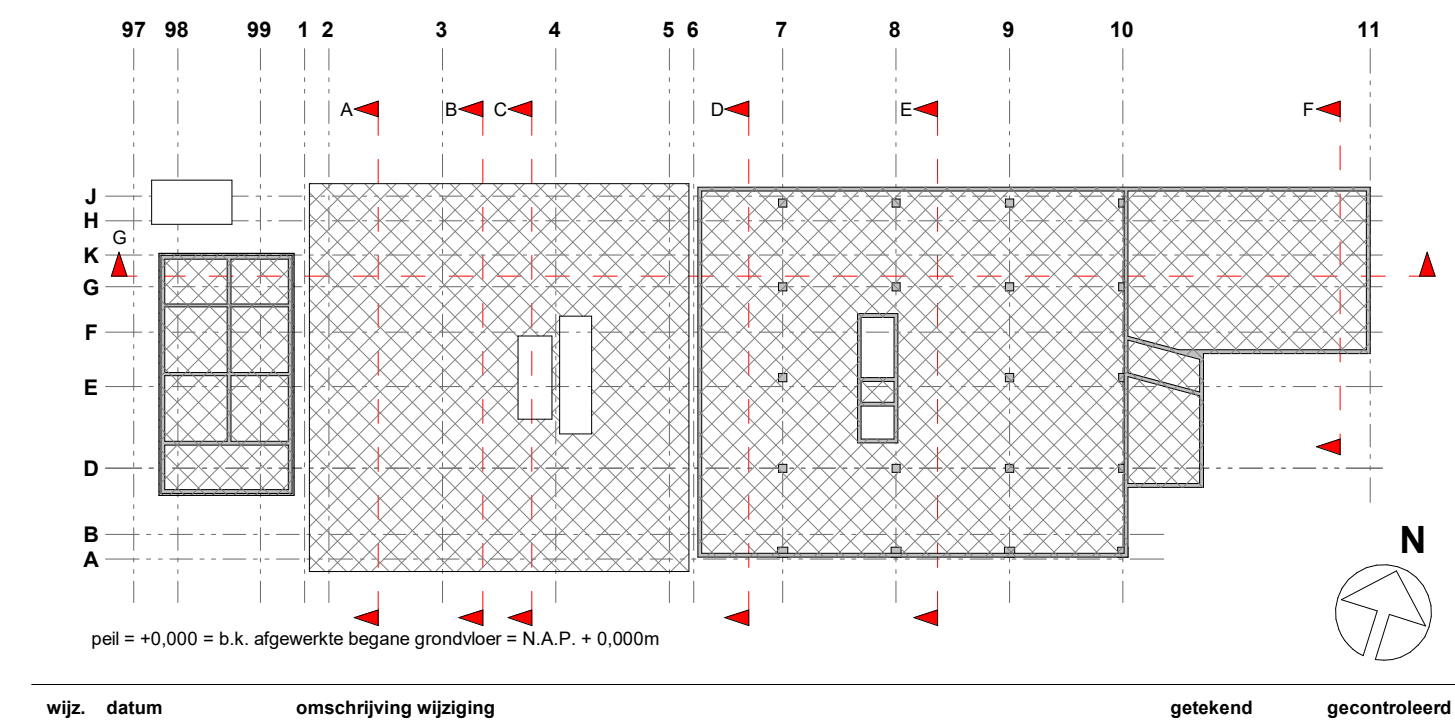 97 98 99 1 2 3 4 5 6 7 8 9 10 11
A B C D E F
J
H
G
K
G
F
E
D
B
A
N
peil = +0,000 = b.k. afgewerkte begane grondvloer = N.A.P. + 0,000m
wijz. datum omschrijving wijziging getekend gecontroleerd